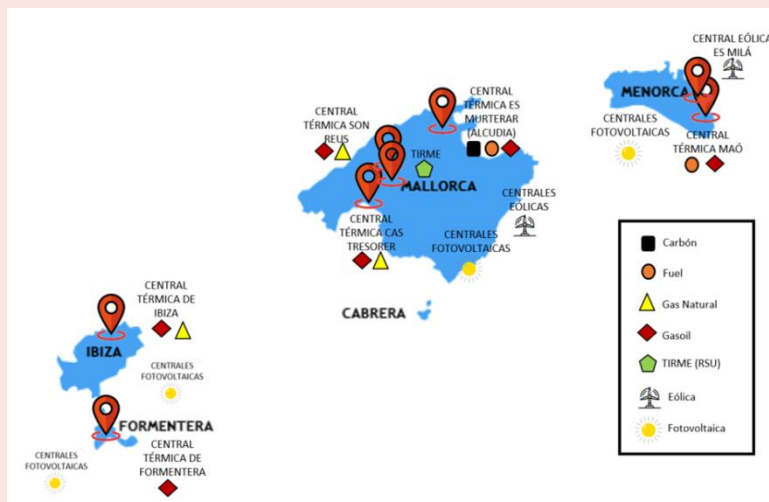 CENTRAL EÓLICA
ES MILÁ
MENORCA
CENTRALES
FOTOVOLTAICAS
CENTRAL
TÉRMICA MAÓ
CENTRAL
TÉRMICA SON
REUS
CENTRAL
TÉRMICA ES
MURTERAR
(ALCUDIA)
TIRME
MALLORCA
CENTRALES
EÓLICAS
CENTRAL
TÉRMICA CAS
TRESORER
CENTRALES
FOTOVOLTAICAS
CABRERA
CENTRAL
TÉRMICA DE
IBIZA
IBIZA
CENTRALES
FOTOVOLTAICAS
FORMENTERA
CENTRAL
TÉRMICA DE
FORMENTERA
CENTRALES
FOTOVOLTAICAS
Carbón
Fuel
Gas Natural
Gasoil
TIRME (RSU)
Eólica
Fotovoltaica